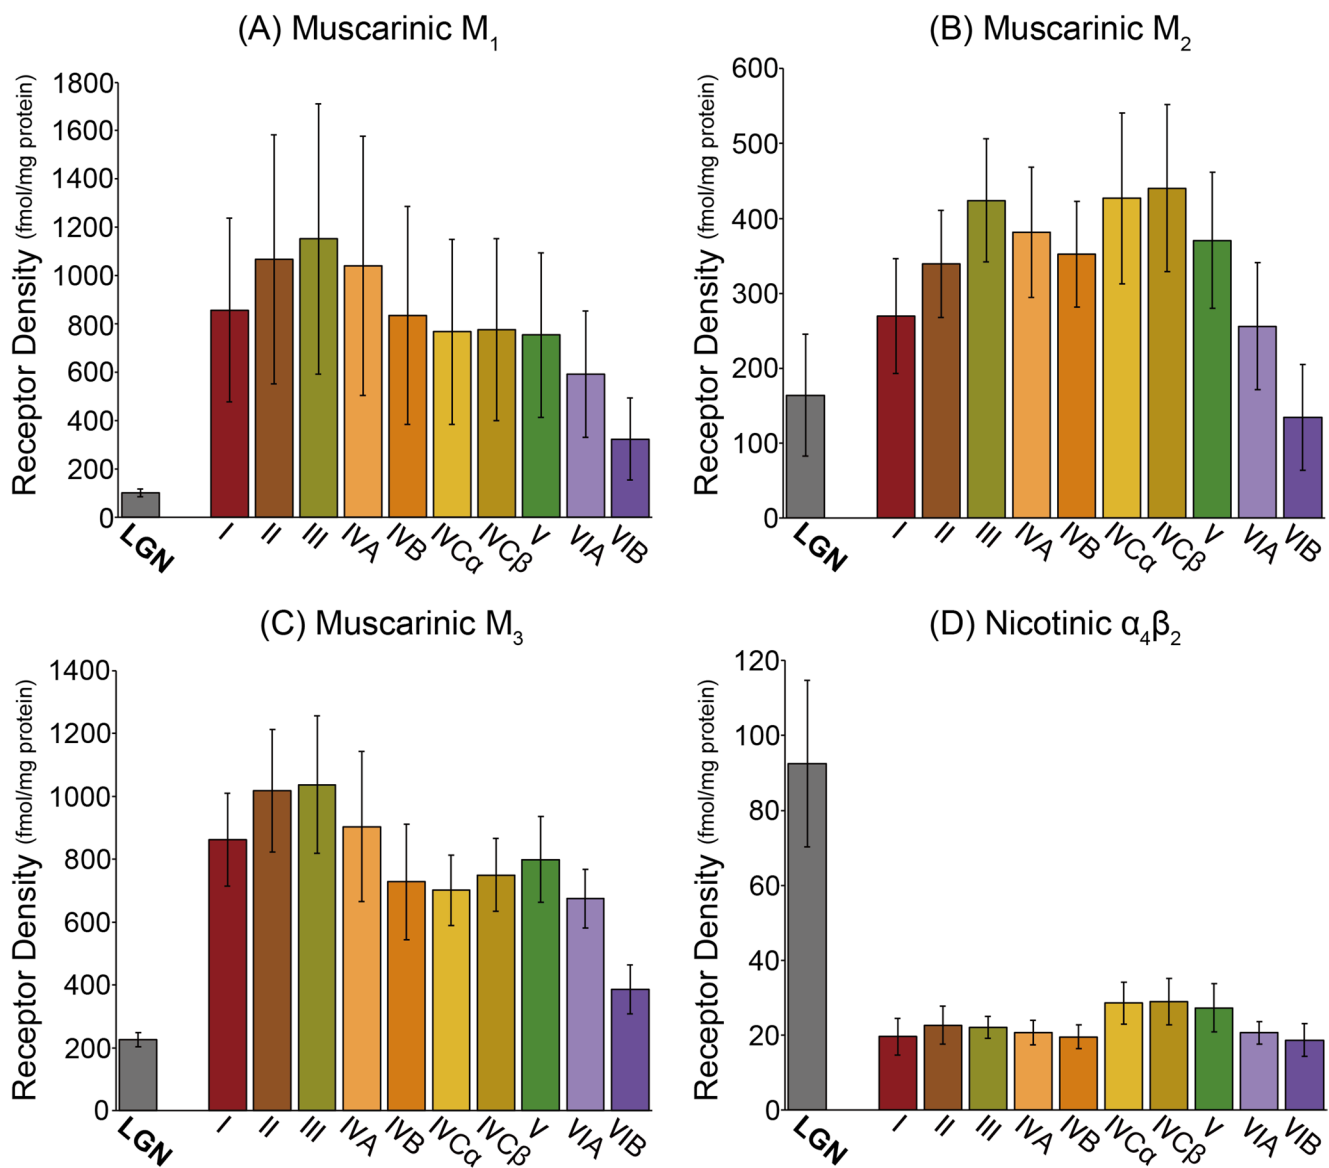 (A) Muscarinic M₁
(B) Muscarinic M₂
Receptor Density (fmol/mg protein)
1800
1600
1400
1200
1000
800
600
400
200
0
LGN I II III IVA IVB IVCα IVCβ V VIA VIB
Receptor Density (fmol/mg protein)
600
500
400
300
200
100
0
LGN I II III IVA IVB IVCα IVCβ V VIA VIB
(C) Muscarinic M₃
(D) Nicotinic α₄β₂
Receptor Density (fmol/mg protein)
1400
1200
1000
800
600
400
200
0
LGN I II III IVA IVB IVCα IVCβ V VIA VIB
Receptor Density (fmol/mg protein)
120
100
80
60
40
20
0
LGN I II III IVA IVB IVCα IVCβ V VIA VIB